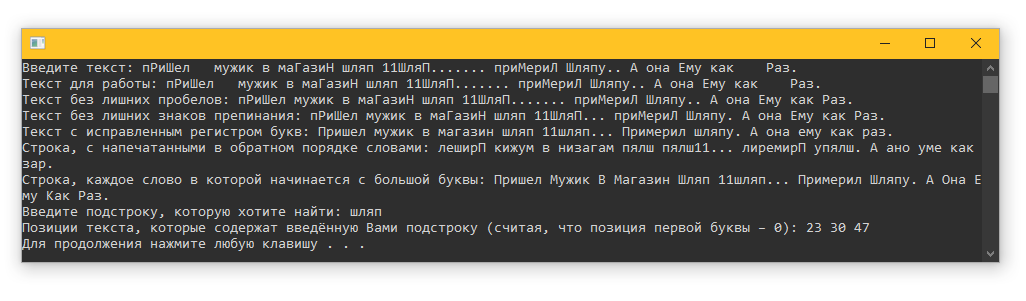 Введите текст: пРиШел   мужик в маГазиН шляп 11ШляП....... приМериЛ Шляпу.. А она Ему как    Раз.
Текст для работы: пРиШел   мужик в маГазиН шляп 11ШляП....... приМериЛ Шляпу.. А она Ему как    Раз.
Текст без лишних пробелов: пРиШел мужик в маГазиН шляп 11ШляП....... приМериЛ Шляпу.. А она Ему как Раз.
Текст без лишних знаков препинания: пРиШел мужик в маГазиН шляп 11ШляП... приМериЛ Шляпу. А она Ему как Раз.
Текст с исправленным регистром букв: Пришел мужик в магазин шляп 11шляп... Примерил шляпу. А она ему как раз.
Строка, с напечатанными в обратном порядке словами: леширП кижум в низагам пялш пялш11... лиремирП упялш. А ано уме как
зар.
Строка, каждое слово в которой начинается с большой буквы: Пришел Мужик В Магазин Шляп 11шляп... Примерил Шляпу. А Она Е
му Как Раз.
Введите подстроку, которую хотите найти: шляп
Позиции текста, которые содержат введённую Вами подстроку (считая, что позиция первой буквы – 0): 23 30 47
Для продолжения нажмите любую клавишу . . .